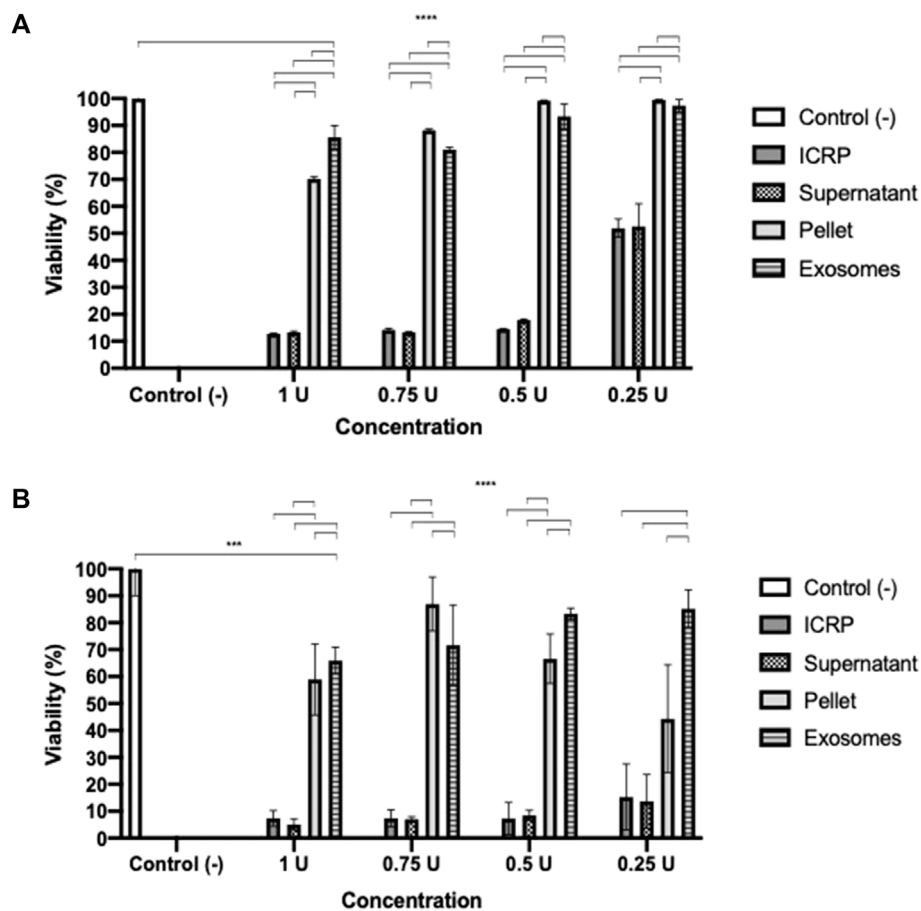 A
****
100
90
80
70
60
50
40
30
20
10
0
Viability (%)
Control (-)
1 U
0.75 U
0.5 U
0.25 U
Concentration
Control (-)
ICRP
Supernatant
Pellet
Exosomes
B
****
***
100
90
80
70
60
50
40
30
20
10
0
Viability (%)
Control (-)
1 U
0.75 U
0.5 U
0.25 U
Concentration
Control (-)
ICRP
Supernatant
Pellet
Exosomes